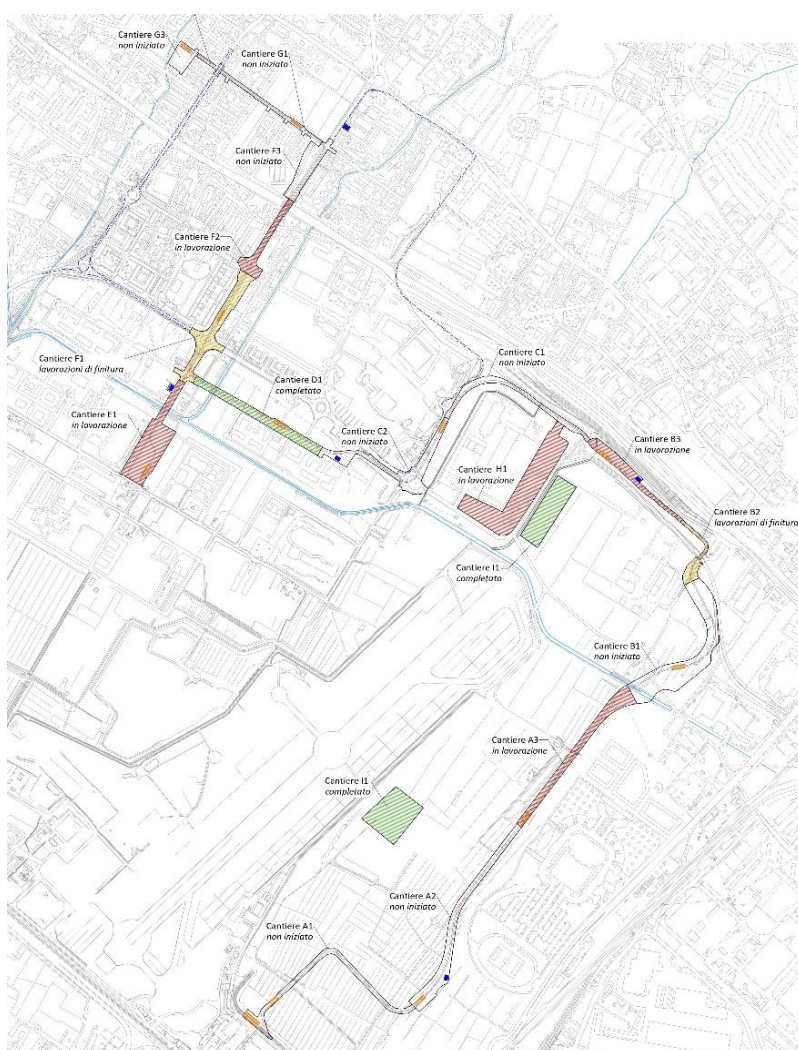 Cantiere G3
non iniziato
Cantiere G1
non iniziato
Cantiere F3
non iniziato
Cantiere F2
in lavorazione
Cantiere F1
lavorazioni di finitura
Cantiere D1
completato
Cantiere C1
non iniziato
Cantiere E1
in lavorazione
Cantiere C2
non iniziato
Cantiere B3
in lavorazione
Cantiere H1
in lavorazione
Cantiere B2
lavorazioni di finitura
Cantiere I1
completato
Cantiere B1
non iniziato
Cantiere A3
in lavorazione
Cantiere I1
completato
Cantiere A2
non iniziato
Cantiere A1
non iniziato